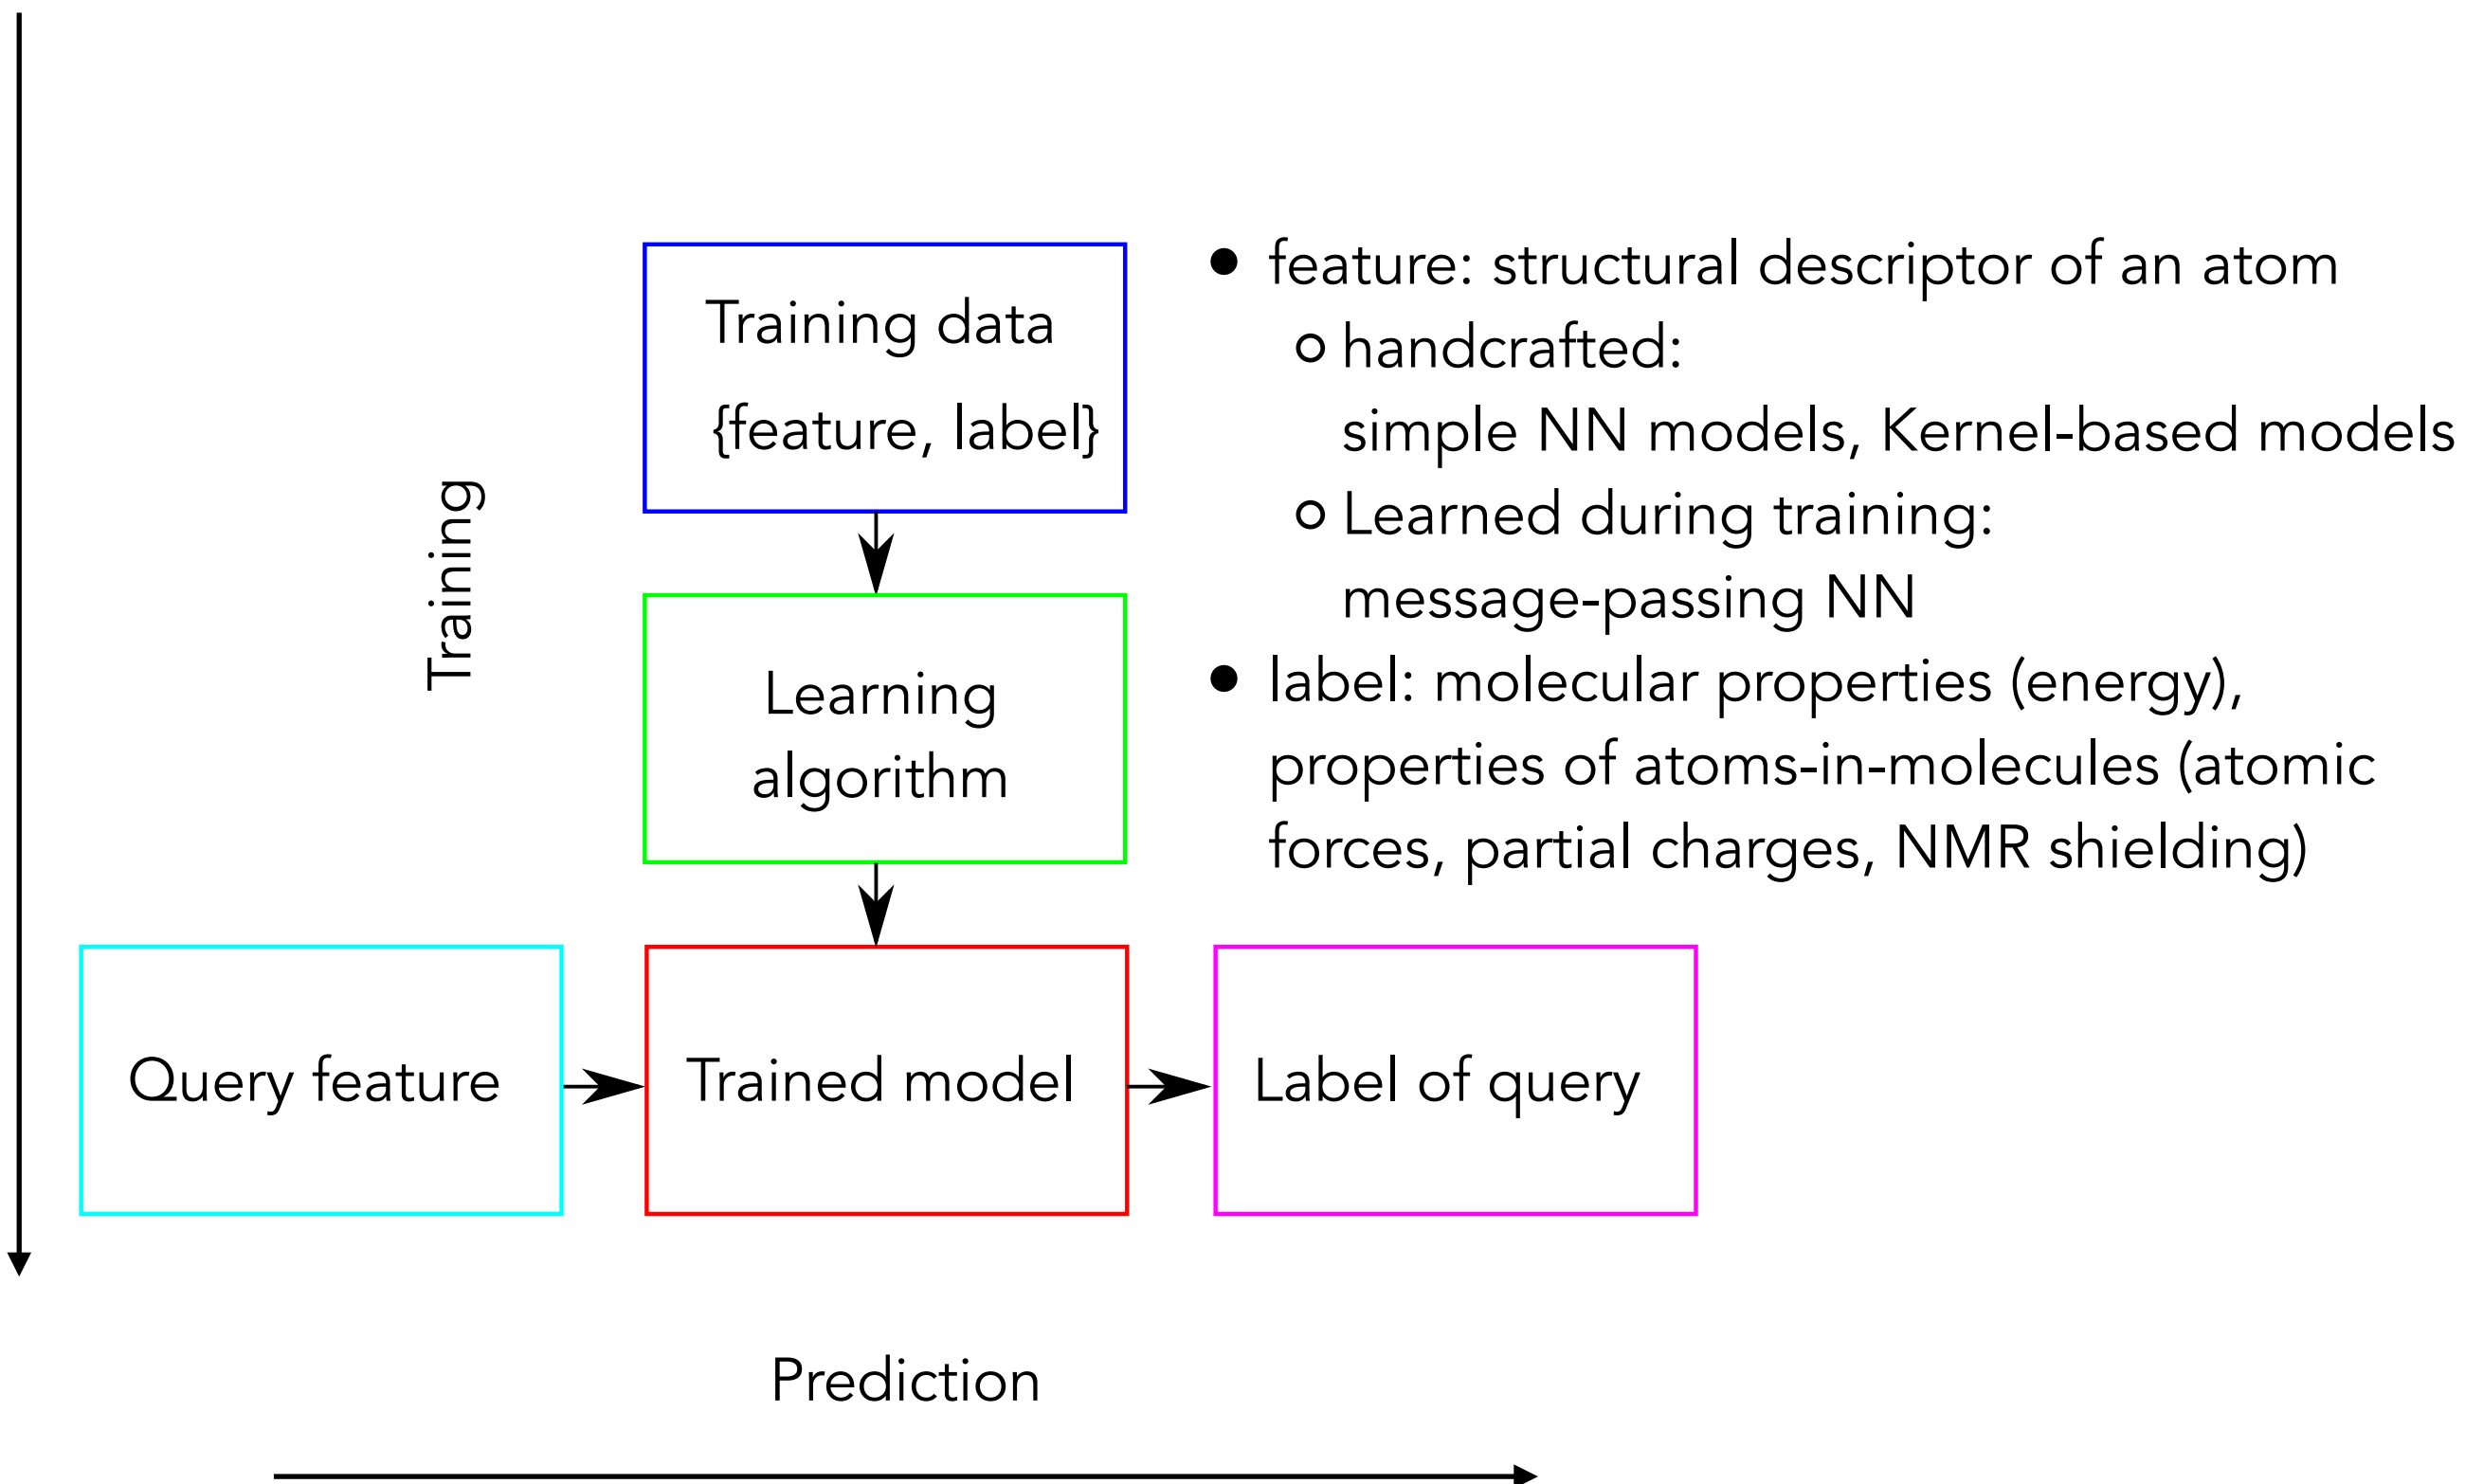 Training
Training data
{feature, label}
Learning
algorithm
Query feature
Trained model
Label of query
Prediction
● feature: structural descriptor of an atom
○ handcrafted:
simple NN models, Kernel-based models
○ Learned during training:
message-passing NN
● label: molecular properties (energy),
properties of atoms-in-molecules (atomic
forces, partial charges, NMR shielding)